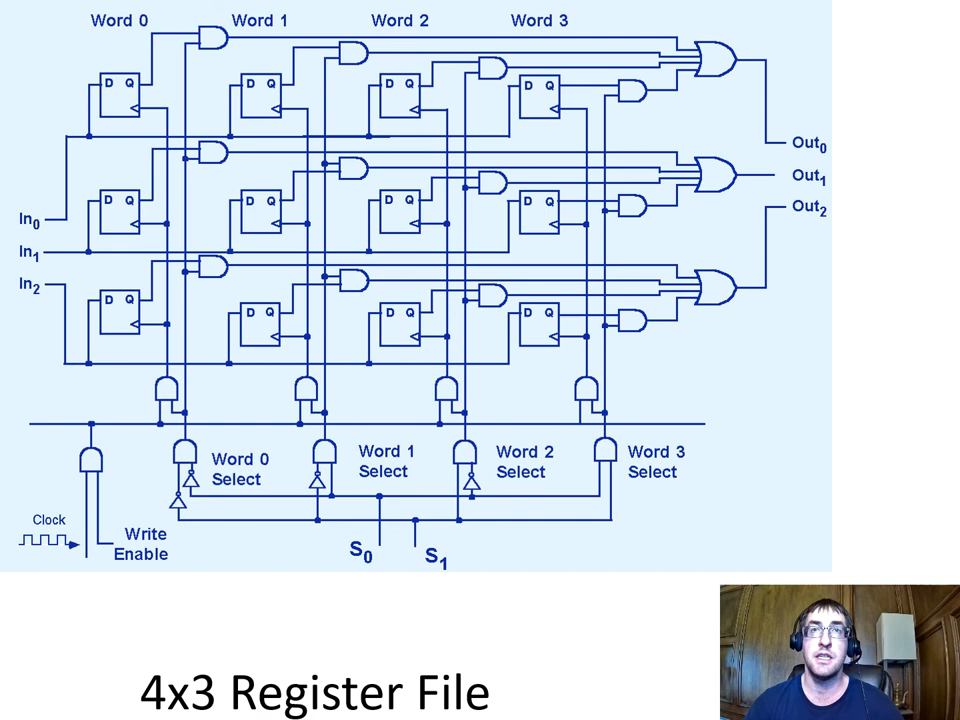 Word 0
Word 1
Word 2
Word 3
D Q
D Q
D Q
D Q
Out0
Out1
Out2
In0
D Q
D Q
D Q
D Q
In1
In2
D Q
D Q
D Q
D Q
Word 0
Select
Word 1
Select
Word 2
Select
Word 3
Select
Clock
Write
Enable
S0
S1
4x3 Register File